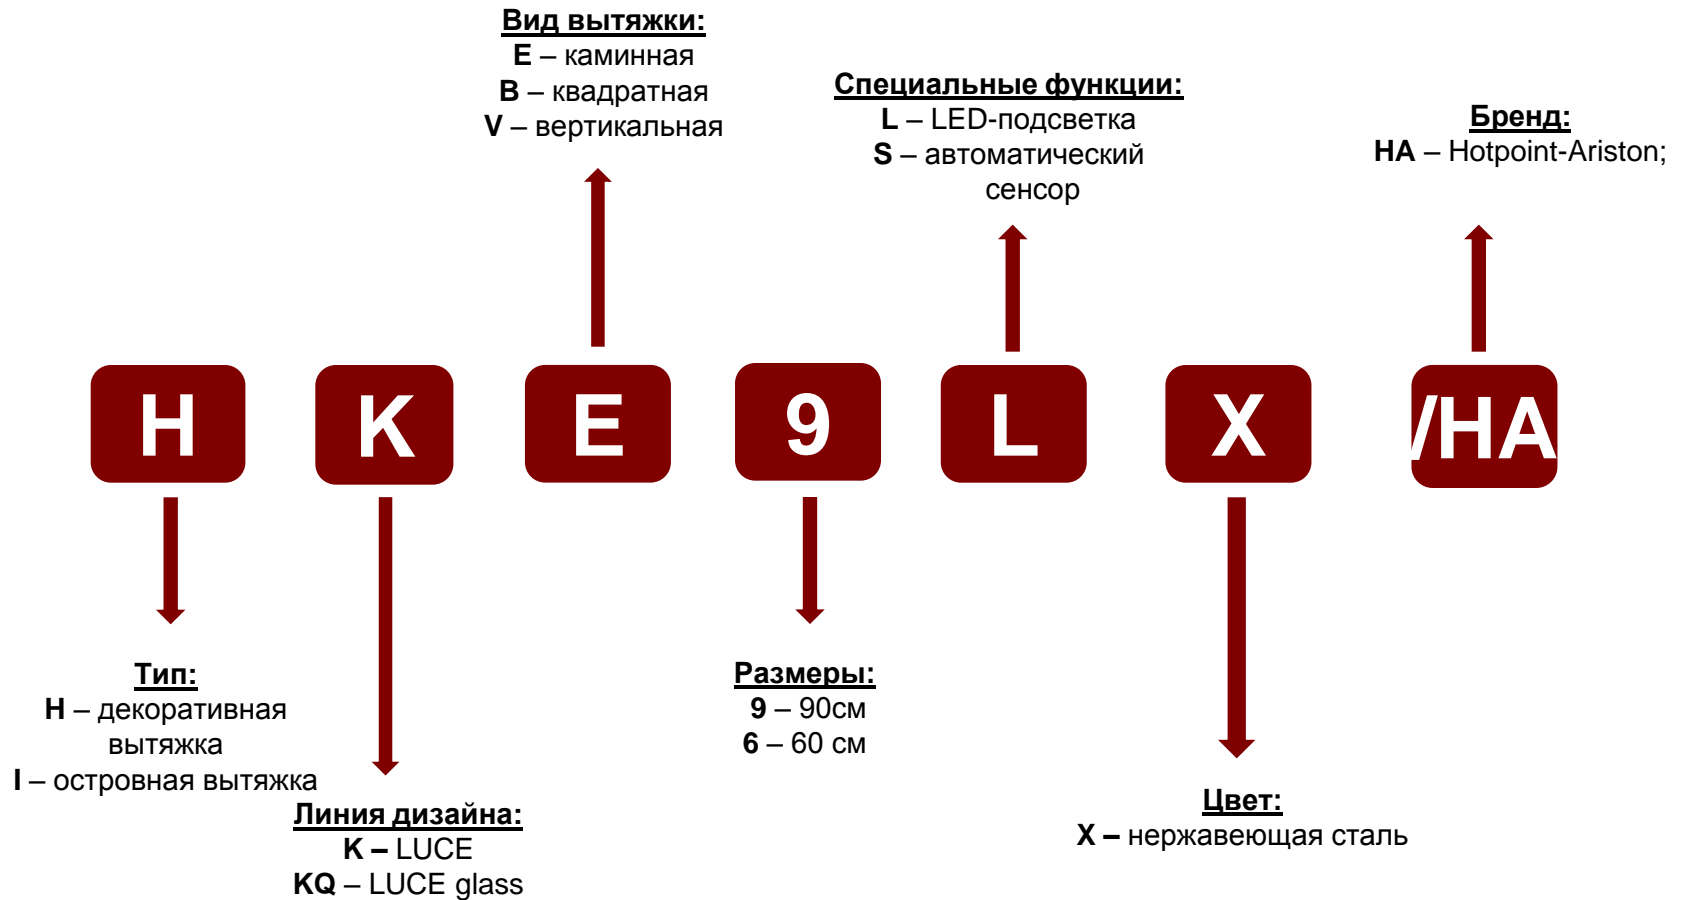 Вид вытяжки:
E – каминная
B – квадратная
V – вертикальная
Специальные функции:
L – LED-подсветка
S – автоматический
сенсор
Бренд:
HA – Hotpoint-Ariston;
H K E 9 L X /HA
Тип:
H – декоративная
вытяжка
I – островная вытяжка
Линия дизайна:
K – LUCE
KQ – LUCE glass
Размеры:
9 – 90см
6 – 60 см
Цвет:
X – нержавеющая сталь